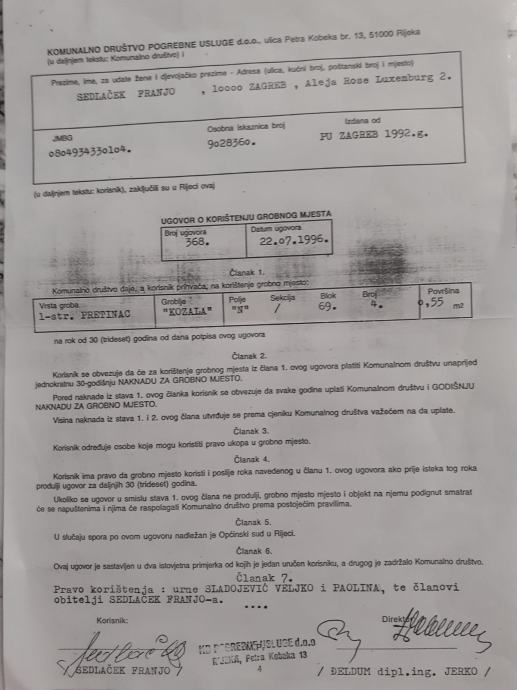 KOMUNALNO DRUŠTVO POGREBNE USLUGE d.o.o., ulica Petra Kobeka br. 13, 51000 Rijeka
(u daljnjem tekstu: Komunalno društvo) i
Prezime, ime, za udate žene i djevojačko prezime - Adresa (ulica, kućni broj, poštanski broj i mjesto)
SEDLAČEK FRANJO , 10000 ZAGREB , Aleja Rose Luxemburg 2.
JMBG Osobna iskaznica broj Izdana od
0804934330104. 9028360. PU ZAGREB 1992.g.
(u daljnjem tekstu: korisnik), zaključili su u Rijeci ovaj
UGOVOR O KORIŠTENJU GROBNOG MJESTA
Broj ugovora Datum ugovora
368. 22.07.1996.
Članak 1.
Komunalno društvo daje, a korisnik prihvaća, na korištenje grobno mjesto:
Vrsta groba Groblje Polje Sekcija Blok Broj Površina
1-str. PRETINAC "KOZALA" "N" / 69. 4. 0,55 m2
na rok od 30 (trideset) godina od dana potpisa ovog ugovora
Članak 2.
Korisnik se obvezuje da će za korištenje grobnog mjesta iz člana 1. ovog ugovora platiti Komunalnom društvu unaprijed
jednokratnu 30-godišnju NAKNADU ZA GROBNO MJESTO.
Pored naknade iz stava 1. ovog članka korisnik se obvezuje da svake godine uplati Komunalnom društvu i GODIŠNJU
NAKNADU ZA GROBNO MJESTO.
Visina naknada iz stava 1. i 2. ovog člana utvrđuje se prema cjeniku Komunalnog društva važećem na dan uplate.
Članak 3.
Korisnik određuje osobe koje mogu koristiti pravo ukopa u grobno mjesto.
Članak 4.
Korisnik ima pravo da grobno mjesto koristi i poslije roka navedenog u članu 1. ovog ugovora ako prije isteka tog roka
produlji ugovor za daljnjih 30 (trideset) godina.
Ukoliko se ugovor u smislu stava 1. ovog člana ne produlji, grobno mjesto mjesto i objekt na njemu podignut smatrat
će se napuštenima i njima će raspolagati Komunalno društvo prema postojećim pravilima.
Članak 5.
U slučaju spora po ovom ugovoru nadležan je Općinski sud u Rijeci.
Članak 6.
Ovaj ugovor je sastavljen u dva istovjetna primjerka od kojih je jedan uručen korisniku, a drugog je zadržalo Komunalno društvo.
Članak 7.
Pravo korištenja : urne SLADOJEVIĆ VELJKO i PAOLINA, te članovi
obitelji SEDLAČEK FRANJO-a.
••••
Korisnik: Direktor
KD POGREBNE USLUGE d.o.o
RIJEKA, Petra Kobeka 13
4
/ SEDLAČEK FRANJO / / ĐELDUM dipl.ing. JERKO /